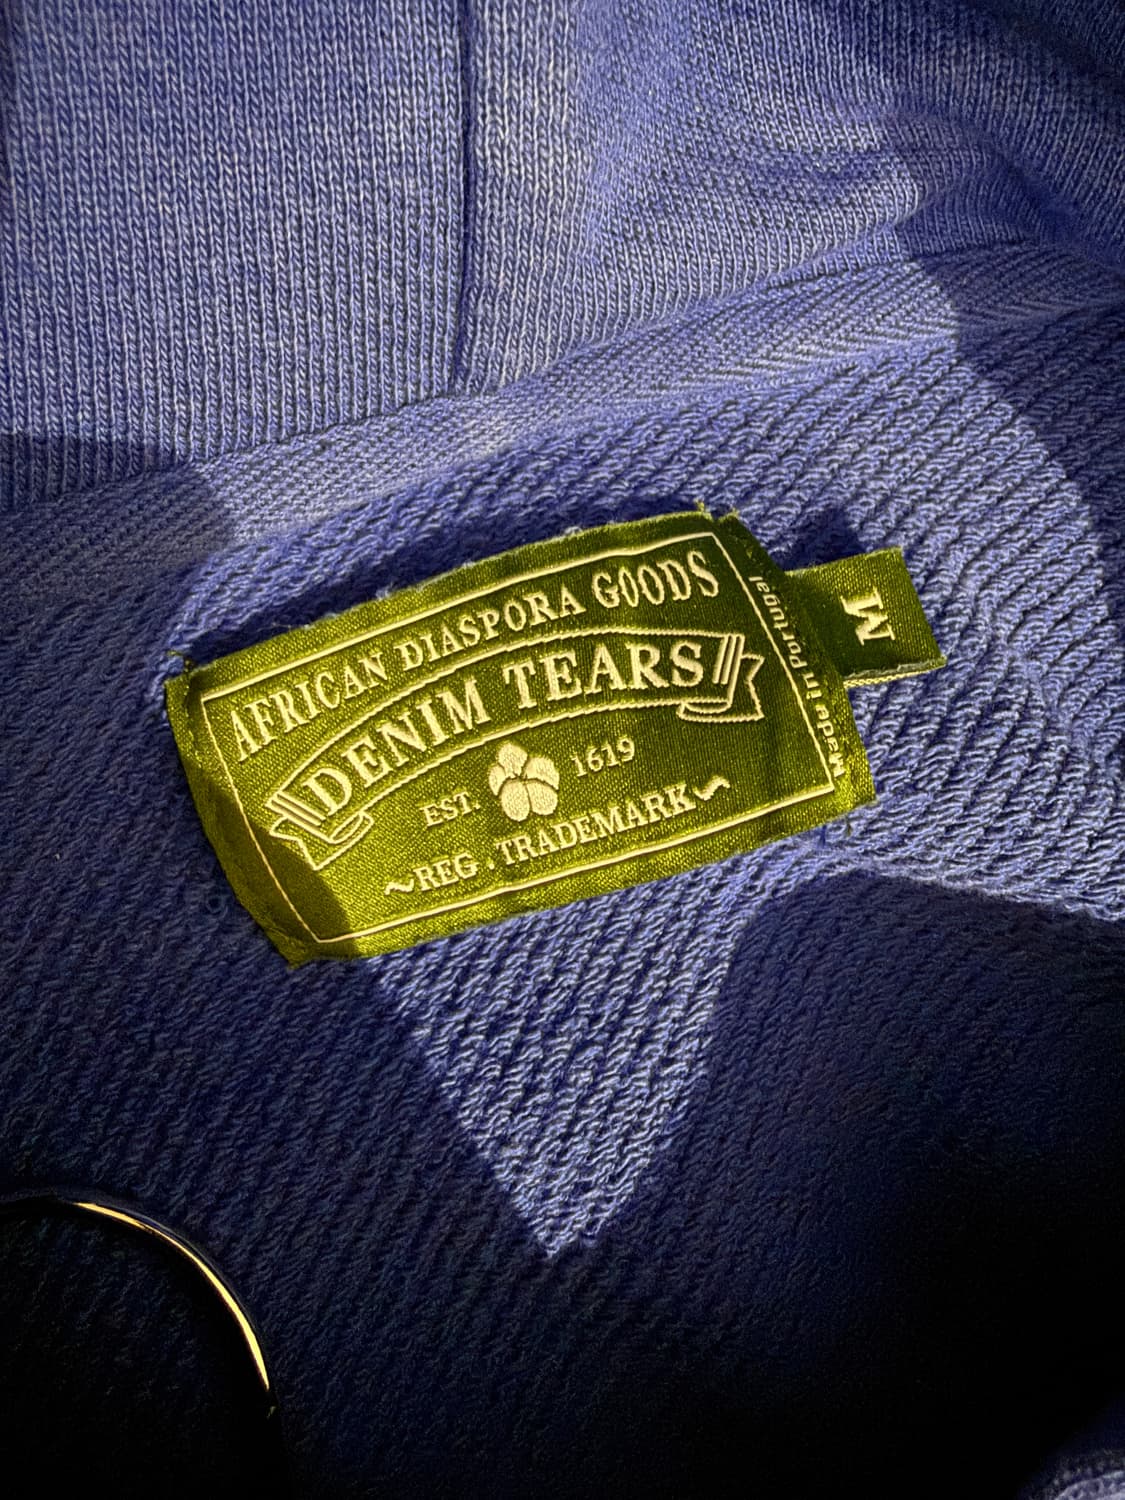 AFRICAN DIASPORA GOODS
DENIM TEARS
EST. 1619
~REG. TRADEMARK~
Made in Portugal
M